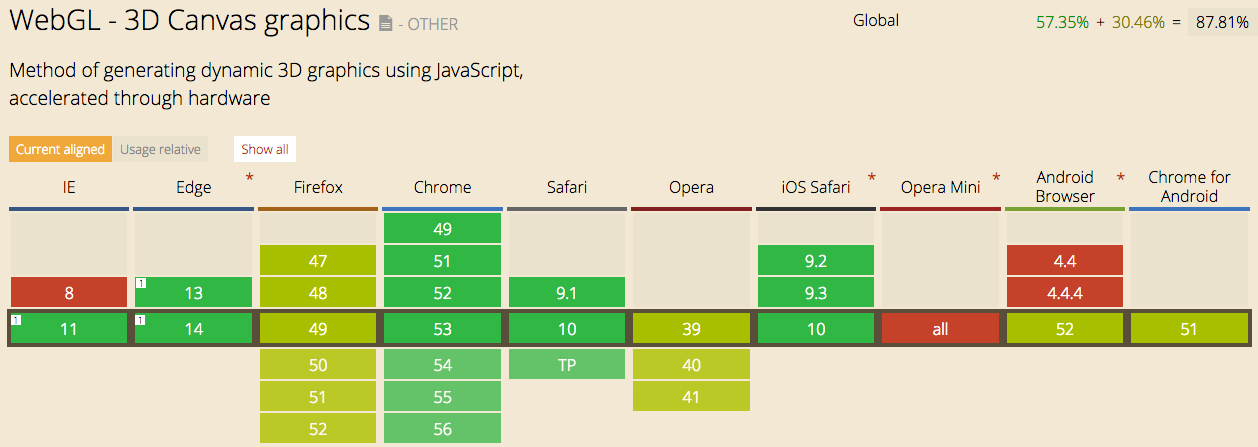 WebGL - 3D Canvas graphics - OTHER
Global 57.35% + 30.46% = 87.81%
Method of generating dynamic 3D graphics using JavaScript,
accelerated through hardware
Current aligned Usage relative Show all
IE Edge * Firefox Chrome Safari Opera iOS Safari * Opera Mini * Android Browser * Chrome for Android
49
47 51 9.2 4.4
8 1 13 48 52 9.1 9.3 4.4.4
1 11 1 14 49 53 10 39 10 all 52 51
50 54 TP 40
51 55 41
52 56